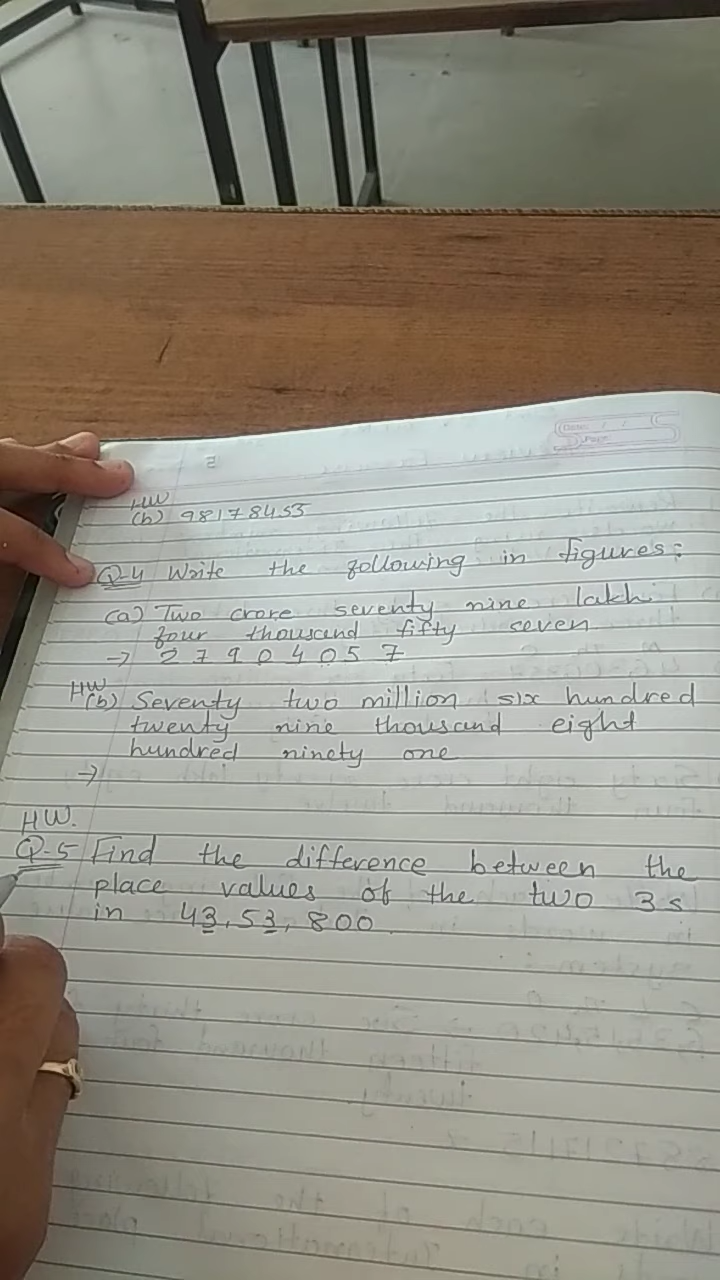 HW
(b) 98178453
Q-4 Write the following in figures:
(a) Two crore seventy nine lakh
four thousand fifty seven
→ 2 7 9 0 4 0 5 7
HW
(b) Seventy two million six hundred
twenty nine thousand eight
hundred ninety one
→
HW.
Q-5 Find the difference between the
place values of the two 3s
in 43,53,800